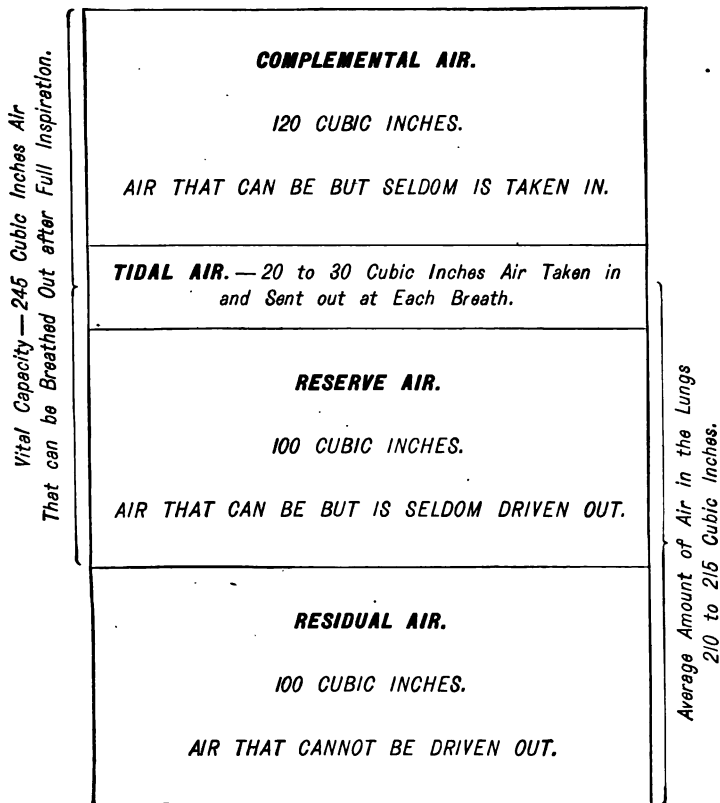 Vital Capacity — 245 Cubic Inches Air
That can be Breathed Out after Full Inspiration.
COMPLEMENTAL AIR.
120 CUBIC INCHES.
AIR THAT CAN BE BUT SELDOM IS TAKEN IN.
TIDAL AIR. — 20 to 30 Cubic Inches Air Taken in
and Sent out at Each Breath.
RESERVE AIR.
100 CUBIC INCHES.
AIR THAT CAN BE BUT IS SELDOM DRIVEN OUT.
RESIDUAL AIR.
100 CUBIC INCHES.
AIR THAT CANNOT BE DRIVEN OUT.
Average Amount of Air in the Lungs
210 to 215 Cubic Inches.